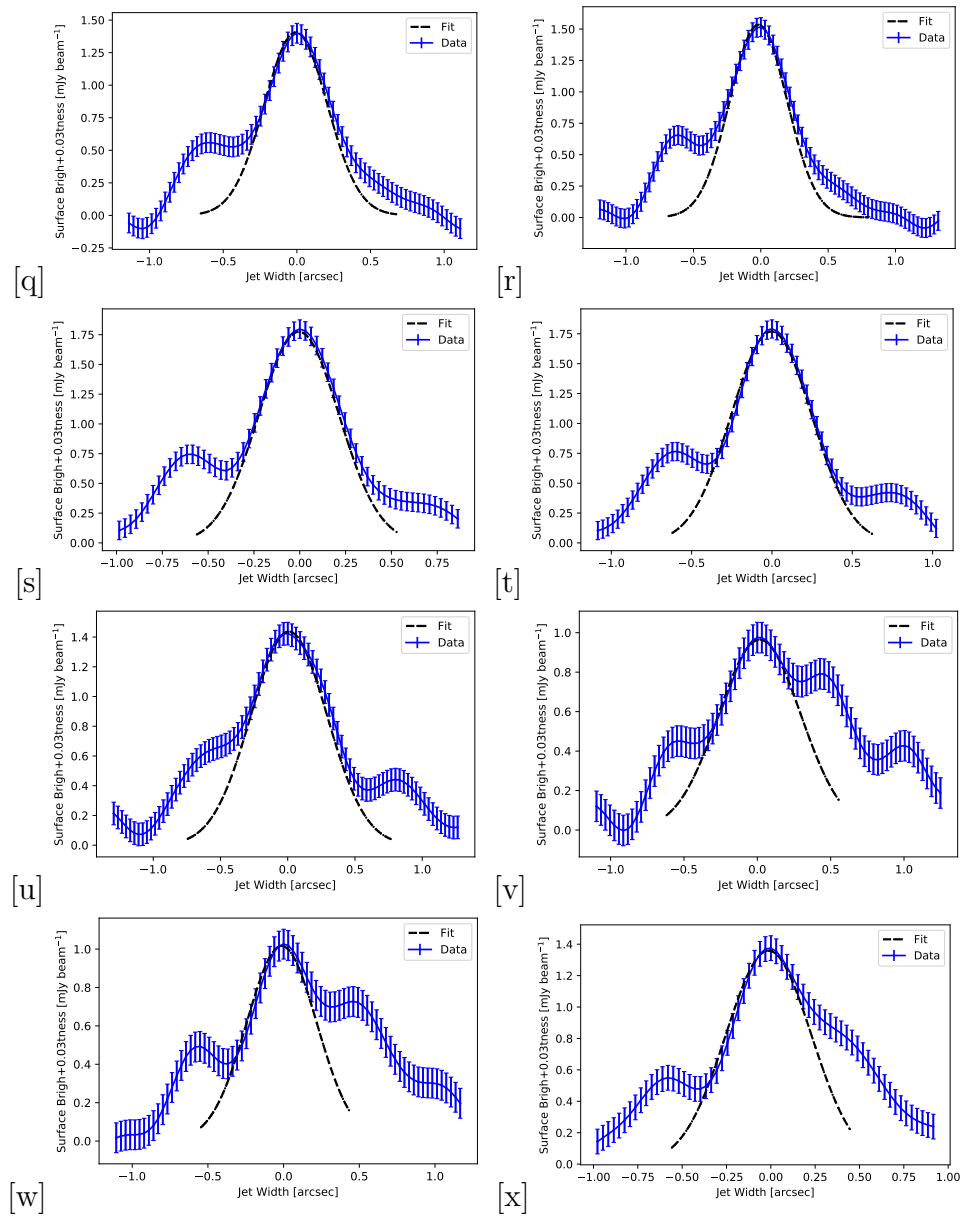 1.50
1.25
1.00
0.75
0.50
0.25
0.00
−0.25
Surface Brigh+0.03tness [mJy beam−1]
Fit
Data
−1.0 −0.5 0.0 0.5 1.0
Jet Width [arcsec]
[q]
1.50
1.25
1.00
0.75
0.50
0.25
0.00
Surface Brigh+0.03tness [mJy beam−1]
Fit
Data
−1.0 −0.5 0.0 0.5 1.0
Jet Width [arcsec]
[r]
1.75
1.50
1.25
1.00
0.75
0.50
0.25
0.00
Surface Brigh+0.03tness [mJy beam−1]
Fit
Data
−1.00 −0.75 −0.50 −0.25 0.00 0.25 0.50 0.75
Jet Width [arcsec]
[s]
1.75
1.50
1.25
1.00
0.75
0.50
0.25
0.00
Surface Brigh+0.03tness [mJy beam−1]
Fit
Data
−1.0 −0.5 0.0 0.5 1.0
Jet Width [arcsec]
[t]
1.4
1.2
1.0
0.8
0.6
0.4
0.2
0.0
Surface Brigh+0.03tness [mJy beam−1]
Fit
Data
−1.0 −0.5 0.0 0.5 1.0
Jet Width [arcsec]
[u]
1.0
0.8
0.6
0.4
0.2
0.0
Surface Brigh+0.03tness [mJy beam−1]
Fit
Data
−1.0 −0.5 0.0 0.5 1.0
Jet Width [arcsec]
[v]
1.0
0.8
0.6
0.4
0.2
0.0
Surface Brigh+0.03tness [mJy beam−1]
Fit
Data
−1.0 −0.5 0.0 0.5 1.0
Jet Width [arcsec]
[w]
1.4
1.2
1.0
0.8
0.6
0.4
0.2
0.0
Surface Brigh+0.03tness [mJy beam−1]
Fit
Data
−1.00 −0.75 −0.50 −0.25 0.00 0.25 0.50 0.75 1.00
Jet Width [arcsec]
[x]